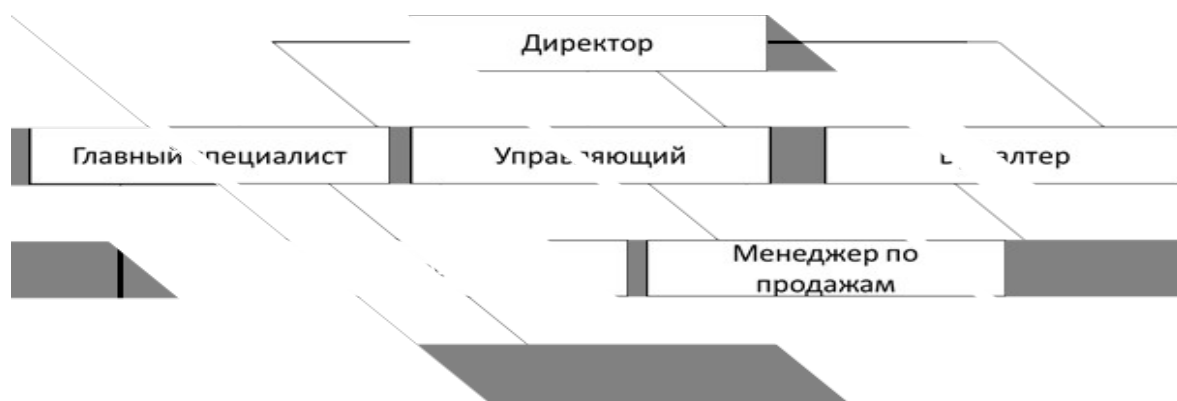 Директор
Главный специалист
Управляющий
Менеджер по
продажам